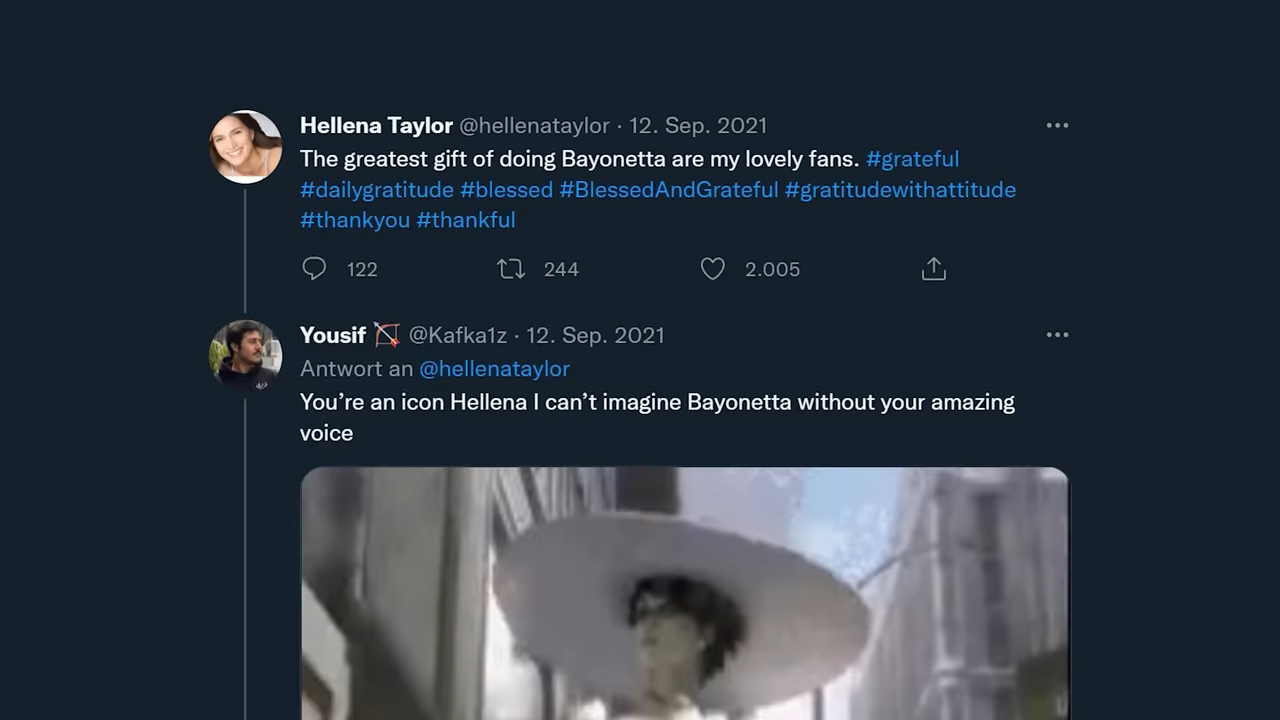 Hellena Taylor @hellenataylor · 12. Sep. 2021
The greatest gift of doing Bayonetta are my lovely fans. #grateful
#dailygratitude #blessed #BlessedAndGrateful #gratitudewithattitude
#thankyou #thankful
122 244 2.005
Yousif @Kafka1z · 12. Sep. 2021
Antwort an @hellenataylor
You’re an icon Hellena I can’t imagine Bayonetta without your amazing
voice